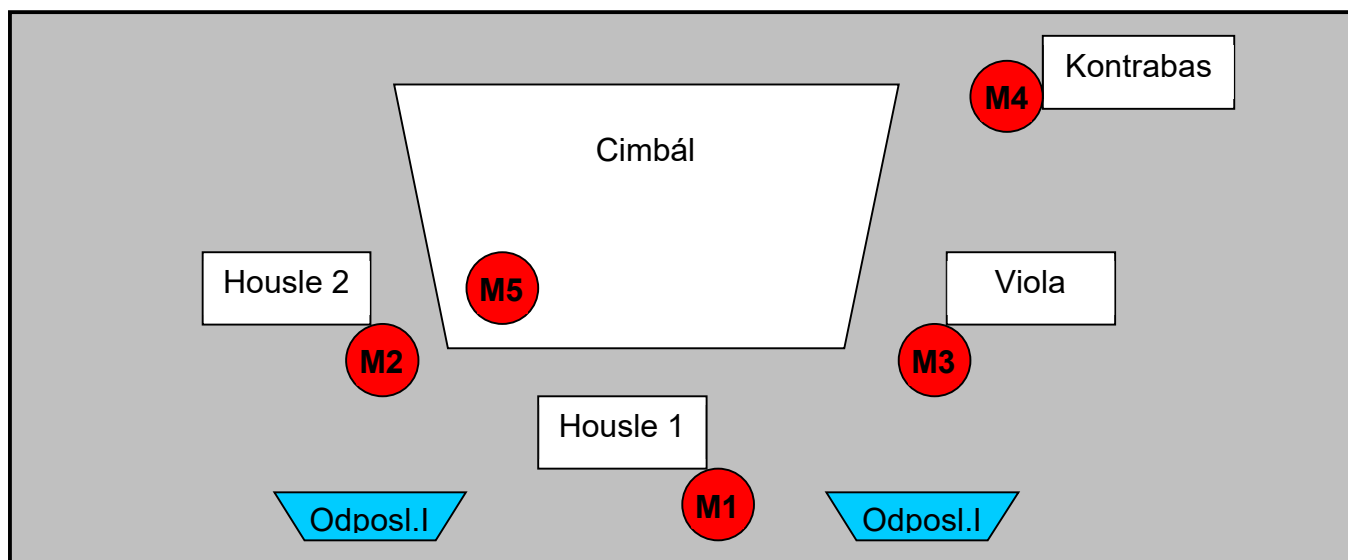 Kontrabas
M4
Cimbál
Housle 2
M5
Viola
M2
M3
Housle 1
M1
Odposl.I
Odposl.I